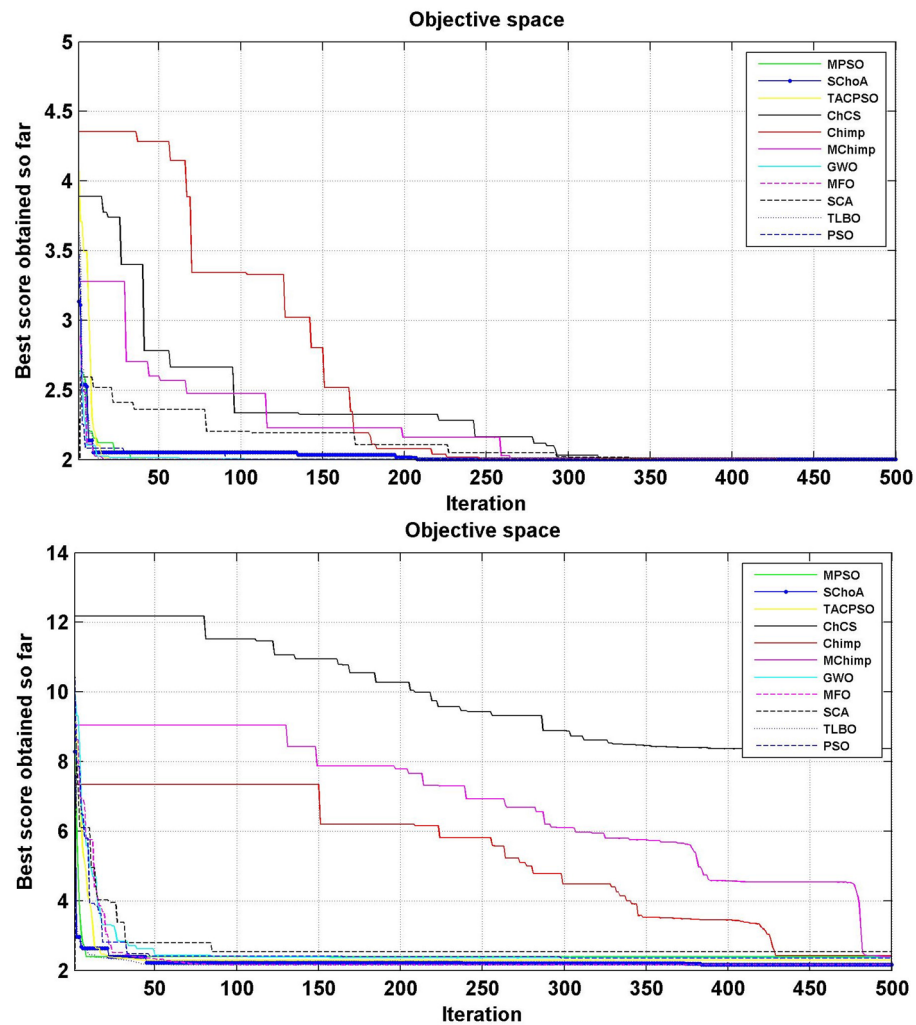 Objective space
5
4.5
4
3.5
3
2.5
2
Best score obtained so far
MPSO
SChoA
TACPSO
ChCS
Chimp
MChimp
GWO
MFO
SCA
TLBO
PSO
50 100 150 200 250 300 350 400 450 500
Iteration
Objective space
14
12
10
8
6
4
2
Best score obtained so far
MPSO
SChoA
TACPSO
ChCS
Chimp
MChimp
GWO
MFO
SCA
TLBO
PSO
50 100 150 200 250 300 350 400 450 500
Iteration